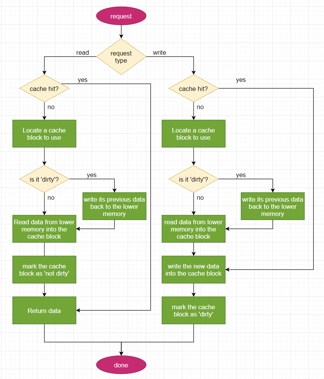 request
request
type
read
write
cache hit?
yes
cache hit?
yes
no
no
Locate a cache
block to use
Locate a cache
block to use
is it 'dirty'?
yes
is it 'dirty'?
yes
no
write its previous data
back to the lower
memory
no
write its previous data
back to the lower
memory
Read data from lower
memory into the
cache block
read data from lower
memory into the
cache block
mark the cache
block as 'not dirty'
write the new data
into the cache block
Return data
mark the cache
block as 'dirty'
done